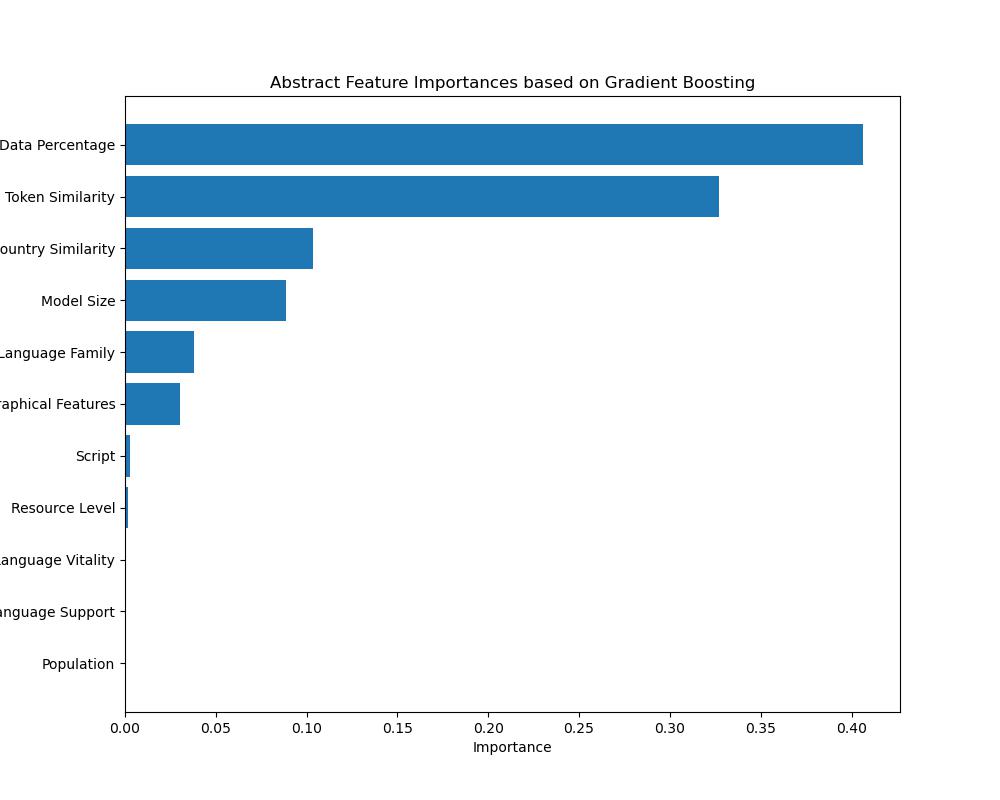 Abstract Feature Importances based on Gradient Boosting
Data Percentage
Token Similarity
ountry Similarity
Model Size
Language Family
raphical Features
Script
Resource Level
Language Vitality
anguage Support
Population
0.00 0.05 0.10 0.15 0.20 0.25 0.30 0.35 0.40
Importance